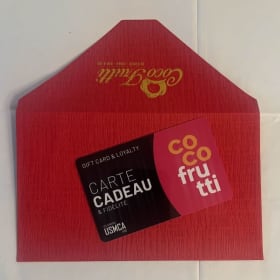 Coco Frutti
GIFT CARD & LOYALTY
CARTE
CADEAU
& FIDÉLITÉ
USMCA
co
co
fru
tti